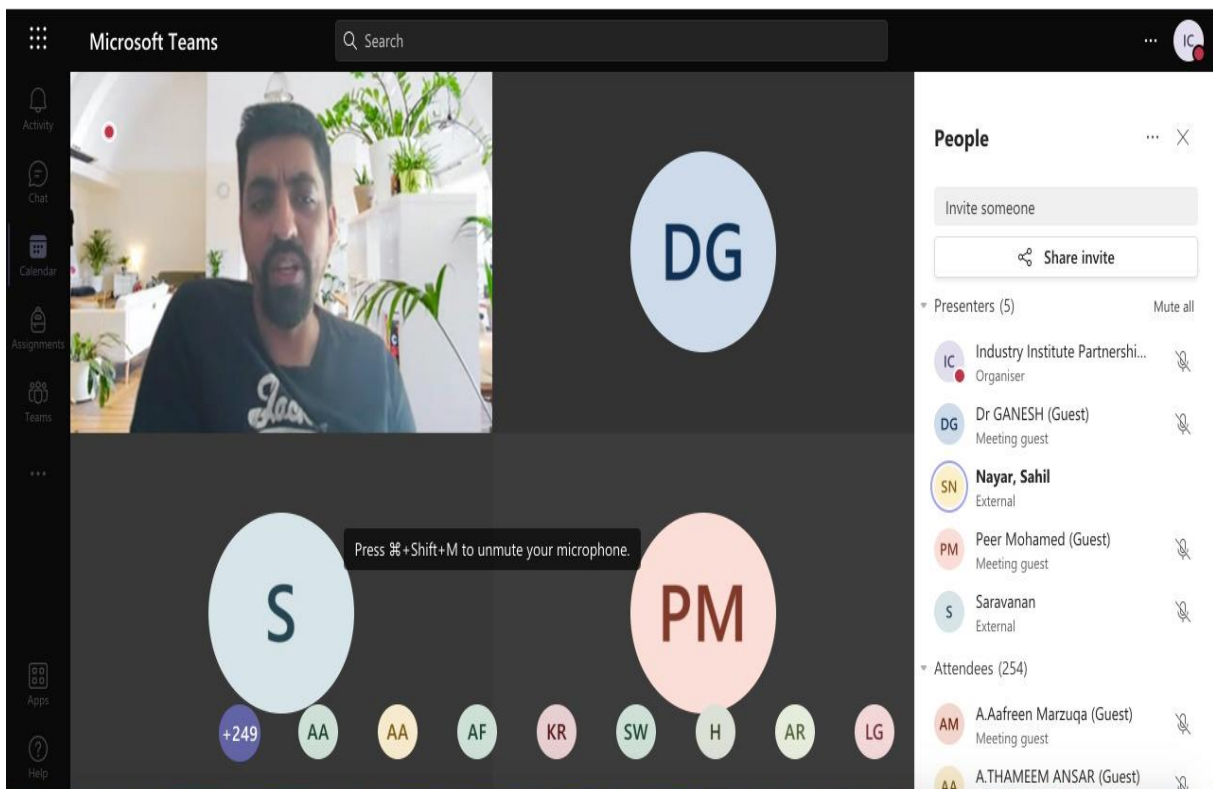 Microsoft Teams
Search
IC
Activity
Chat
Calendar
Assignments
Teams
Apps
Help
Jack
DG
S
PM
Press ⌘+Shift+M to unmute your microphone.
+249
AA
AA
AF
KR
SW
H
AR
LG
People
Invite someone
Share invite
Presenters (5) Mute all
IC
Industry Institute Partnershi...
Organiser
DG
Dr GANESH (Guest)
Meeting guest
SN
Nayar, Sahil
External
PM
Peer Mohamed (Guest)
Meeting guest
S
Saravanan
External
Attendees (254)
AM
A.Aafreen Marzuqa (Guest)
Meeting guest
AA
A.THAMEEM ANSAR (Guest)